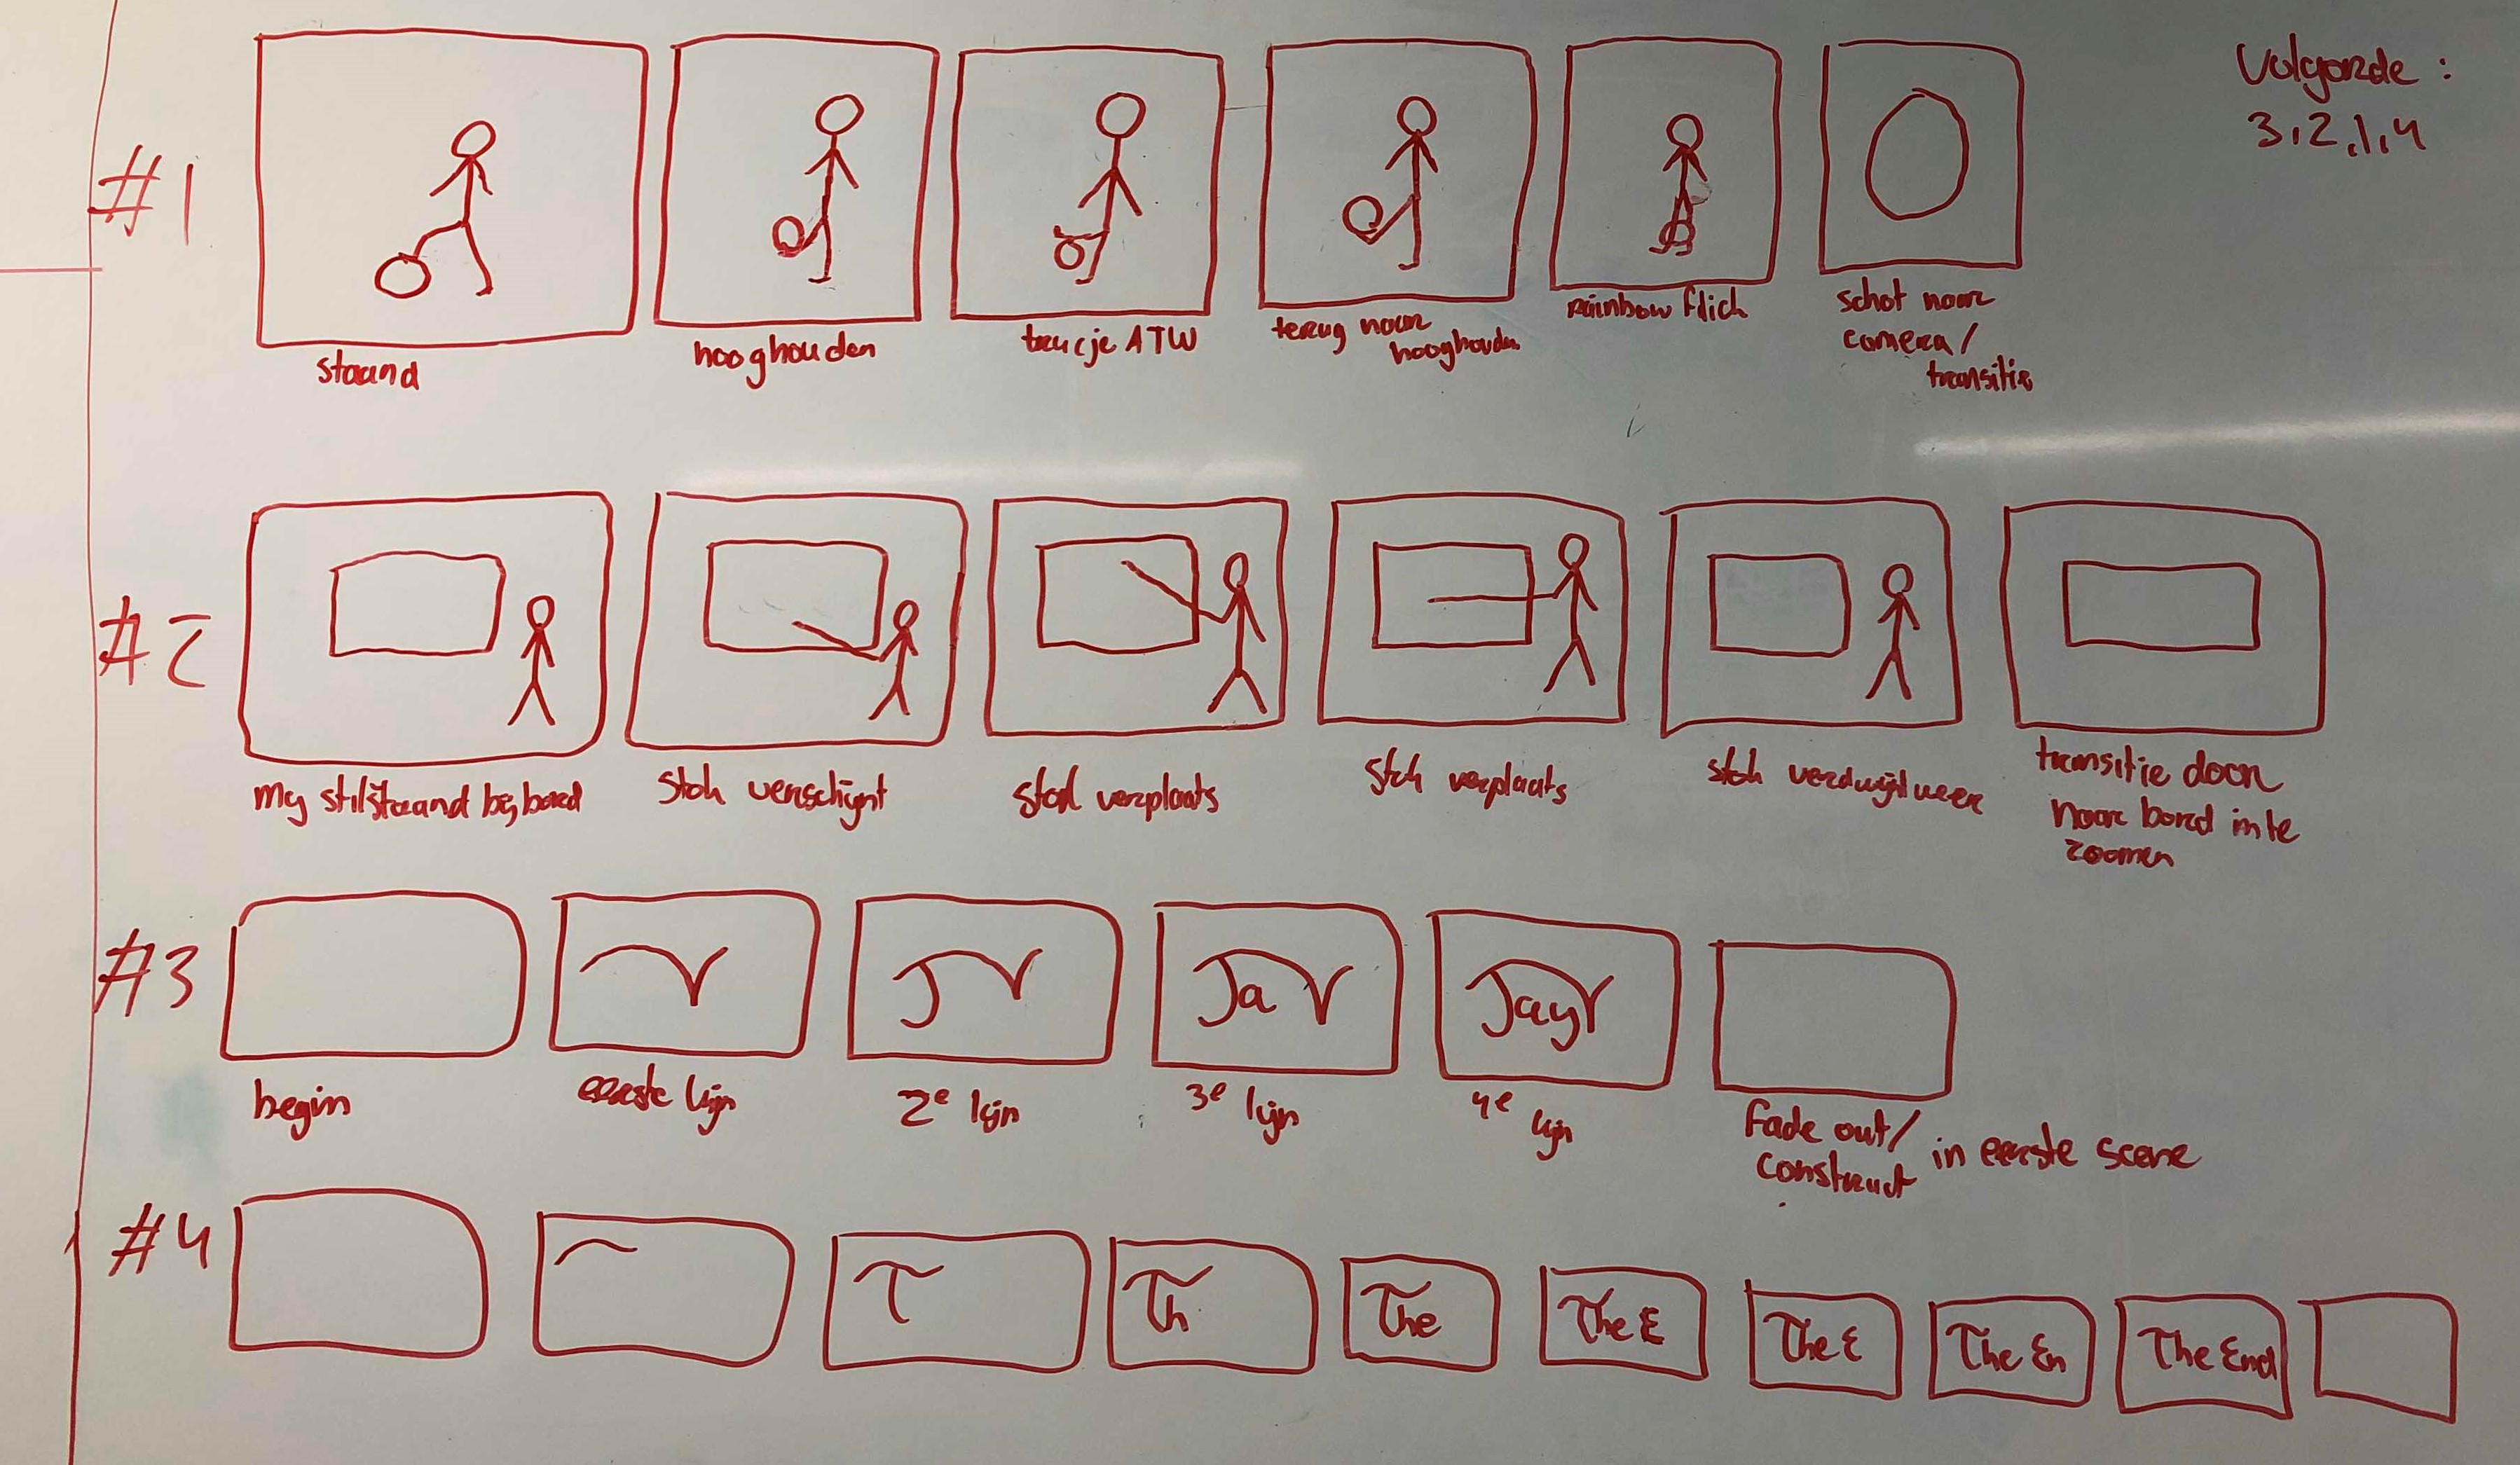 Volgorde :
3,2,1,4
#1
staand
hooghouden
trucje ATW
terug naar
hooghouden
rainbow flick
schot naar
camera/
transitie
#2
my stilstaand bij bord
stok verschijnt
stok verplaats
stok verplaats
stok verdwijnt weer
transitie door
naar bord in te
zoomen
#3
Ja
Jay
begin
eerste lijn
2e lijn
3e lijn
4e lijn
Fade out/
construct
in eerste scene
#4
T
Th
The
The E
The E
The En
The End